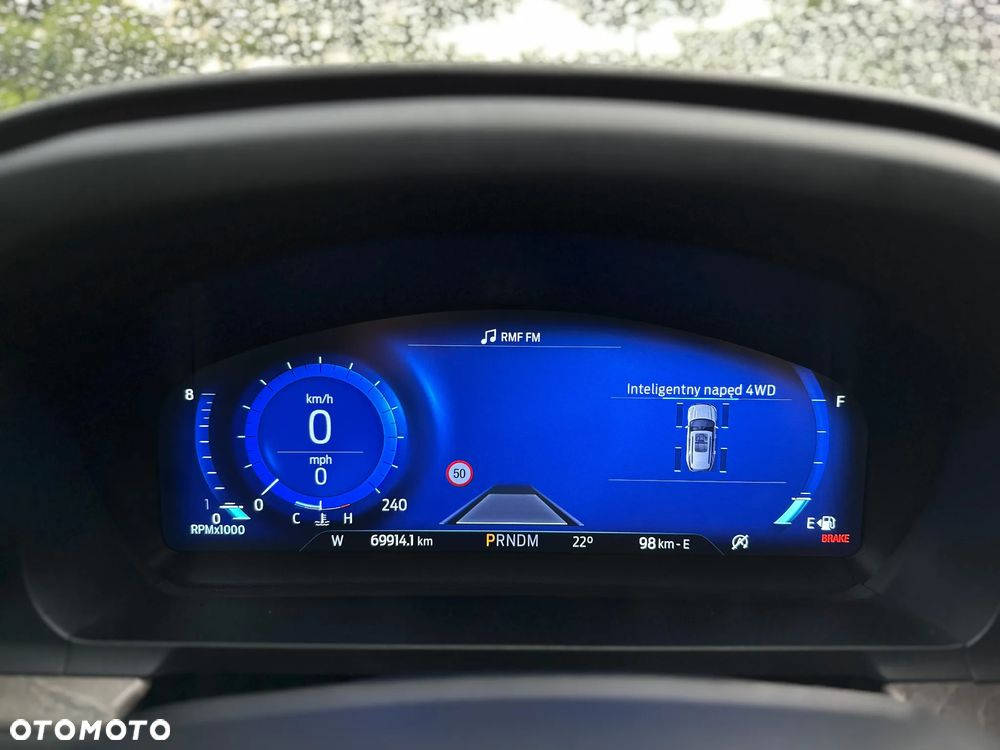 RMF FM
Inteligentny napęd 4WD
8
km/h
0
mph
0
50
F
1
0
0
240
C H
RPMx1000
E
BRAKE
W 69914.1 km PRNDM 22° 98 km - E
OTOMOTO